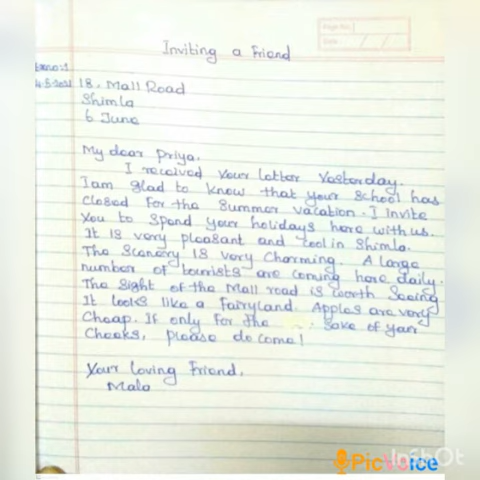 Page No.
Date / /
Inviting a Friend
18, Mall Road
Shimla
6 June
My dear Priya,
I received your letter yesterday.
I am glad to know that your school has
closed for the summer vacation. I invite
you to spend your holidays here with us.
It is very pleasant and cool in Shimla.
The scenery is very charming. A large
number of tourists are coming here daily.
The sight of the Mall road is worth seeing
It looks like a fairyland. Apples are very
cheap. If only for the sake of your
cheeks, please do come!
Your loving Friend,
Mala
InShOt
PicVoice